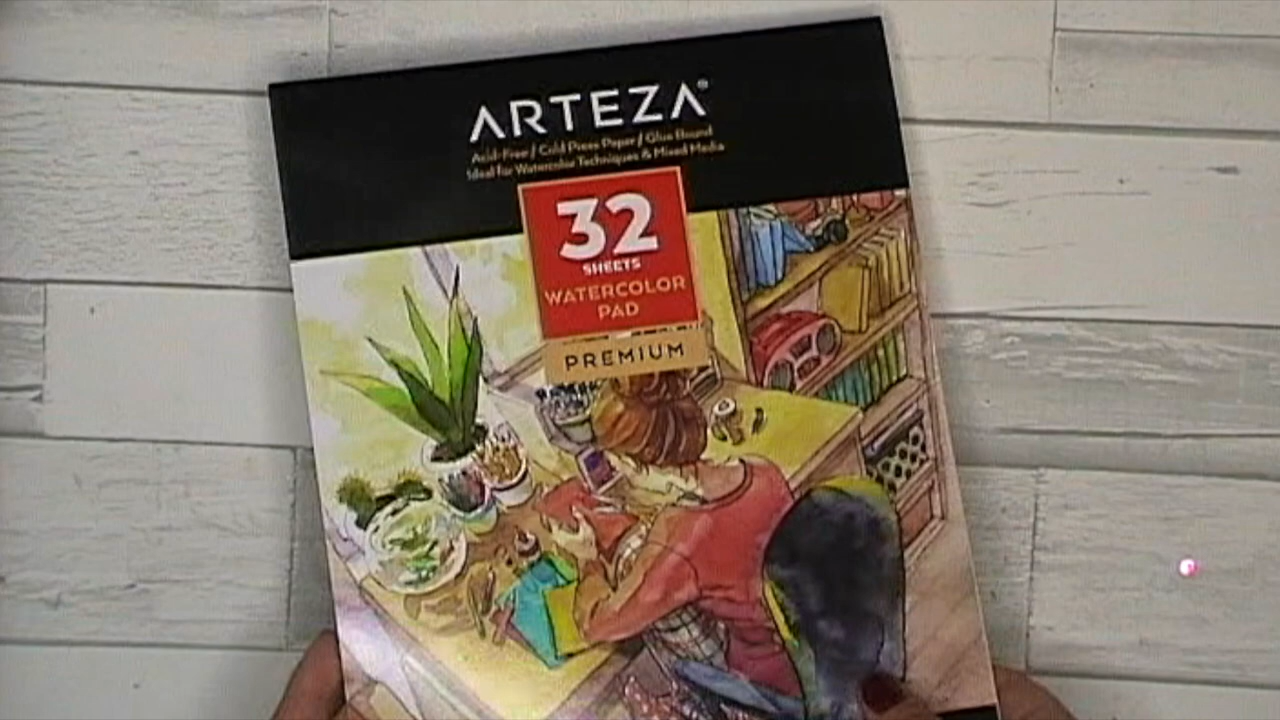 ARTEZA®
Acid-Free / Cold Press Paper / Glue Bound
Ideal for Watercolor Techniques & Mixed Media
32
SHEETS
WATERCOLOR
PAD
PREMIUM